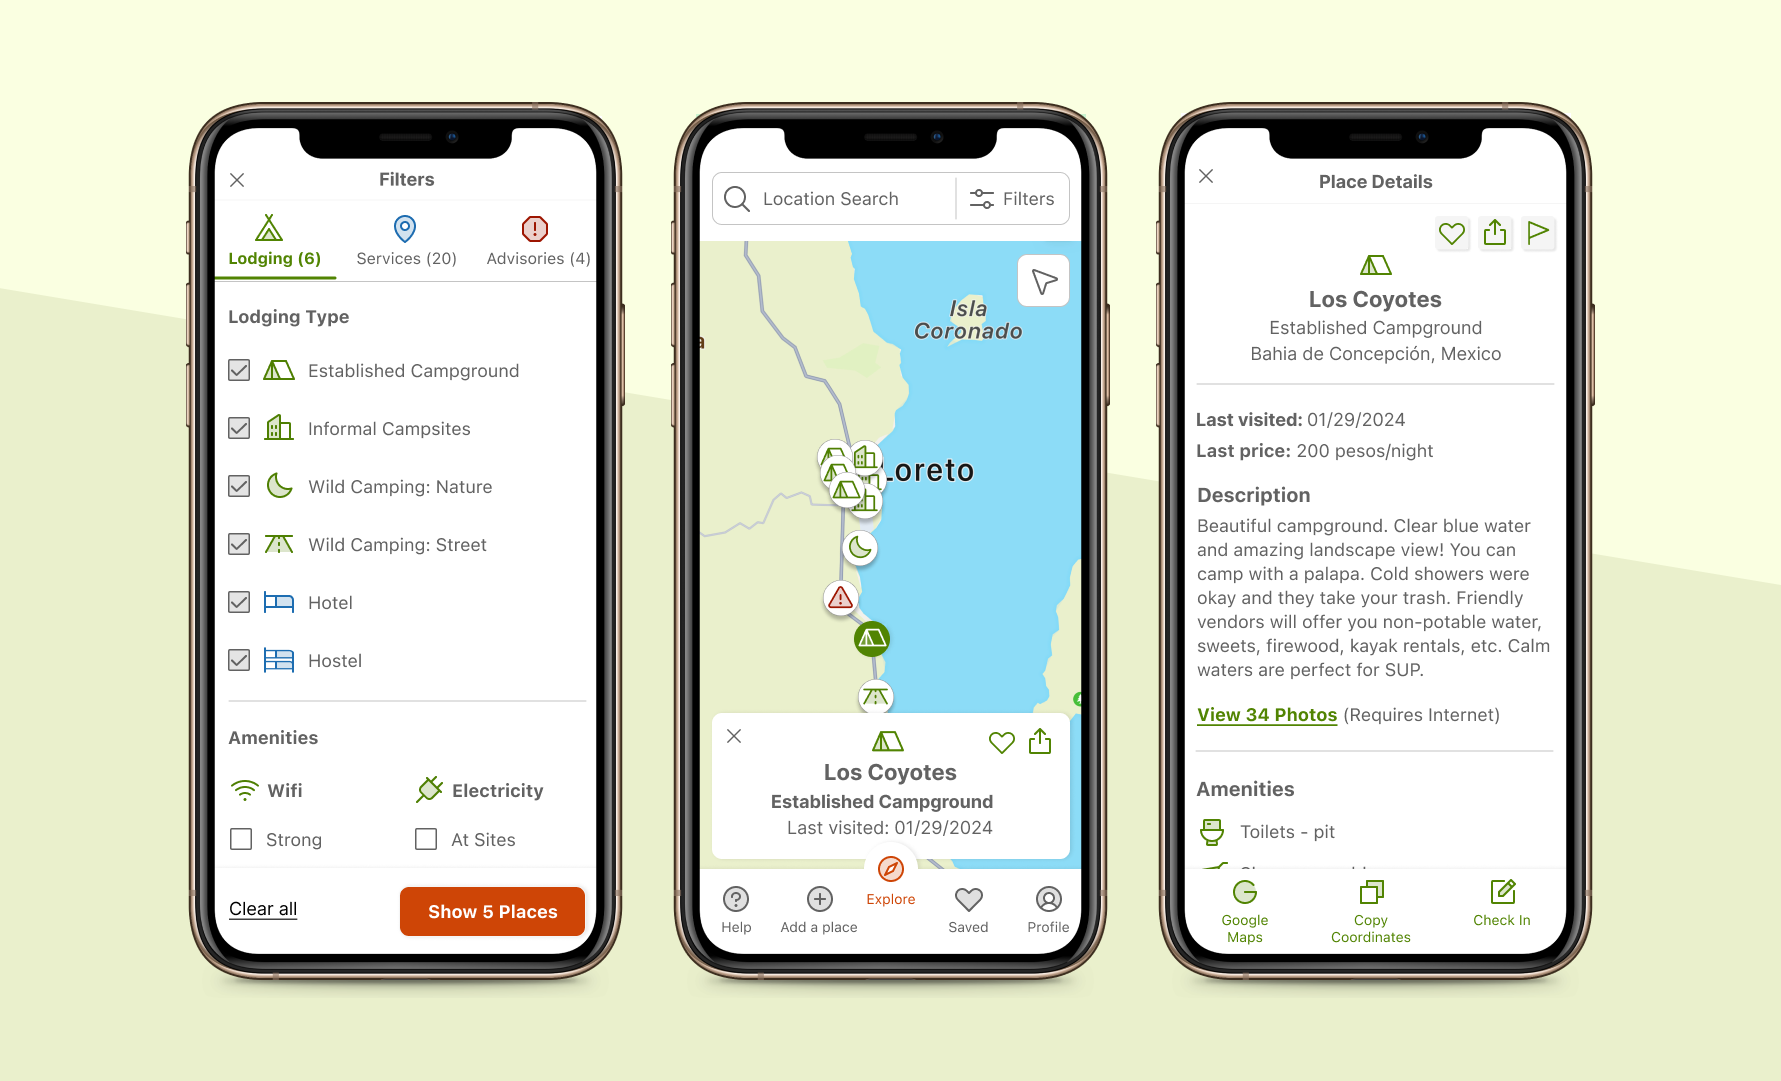 Filters
Lodging (6)
Services (20)
Advisories (4)
Lodging Type
Established Campground
Informal Campsites
Wild Camping: Nature
Wild Camping: Street
Hotel
Hostel
Amenities
Wifi
Electricity
Strong
At Sites
Clear all
Show 5 Places
Location Search
Filters
Isla
Coronado
Loreto
Los Coyotes
Established Campground
Last visited: 01/29/2024
Help
Add a place
Explore
Saved
Profile
Place Details
Los Coyotes
Established Campground
Bahia de Concepción, Mexico
Last visited: 01/29/2024
Last price: 200 pesos/night
Description
Beautiful campground. Clear blue water
and amazing landscape view! You can
camp with a palapa. Cold showers were
okay and they take your trash. Friendly
vendors will offer you non-potable water,
sweets, firewood, kayak rentals, etc. Calm
waters are perfect for SUP.
View 34 Photos (Requires Internet)
Amenities
Toilets - pit
Google
Maps
Copy
Coordinates
Check In